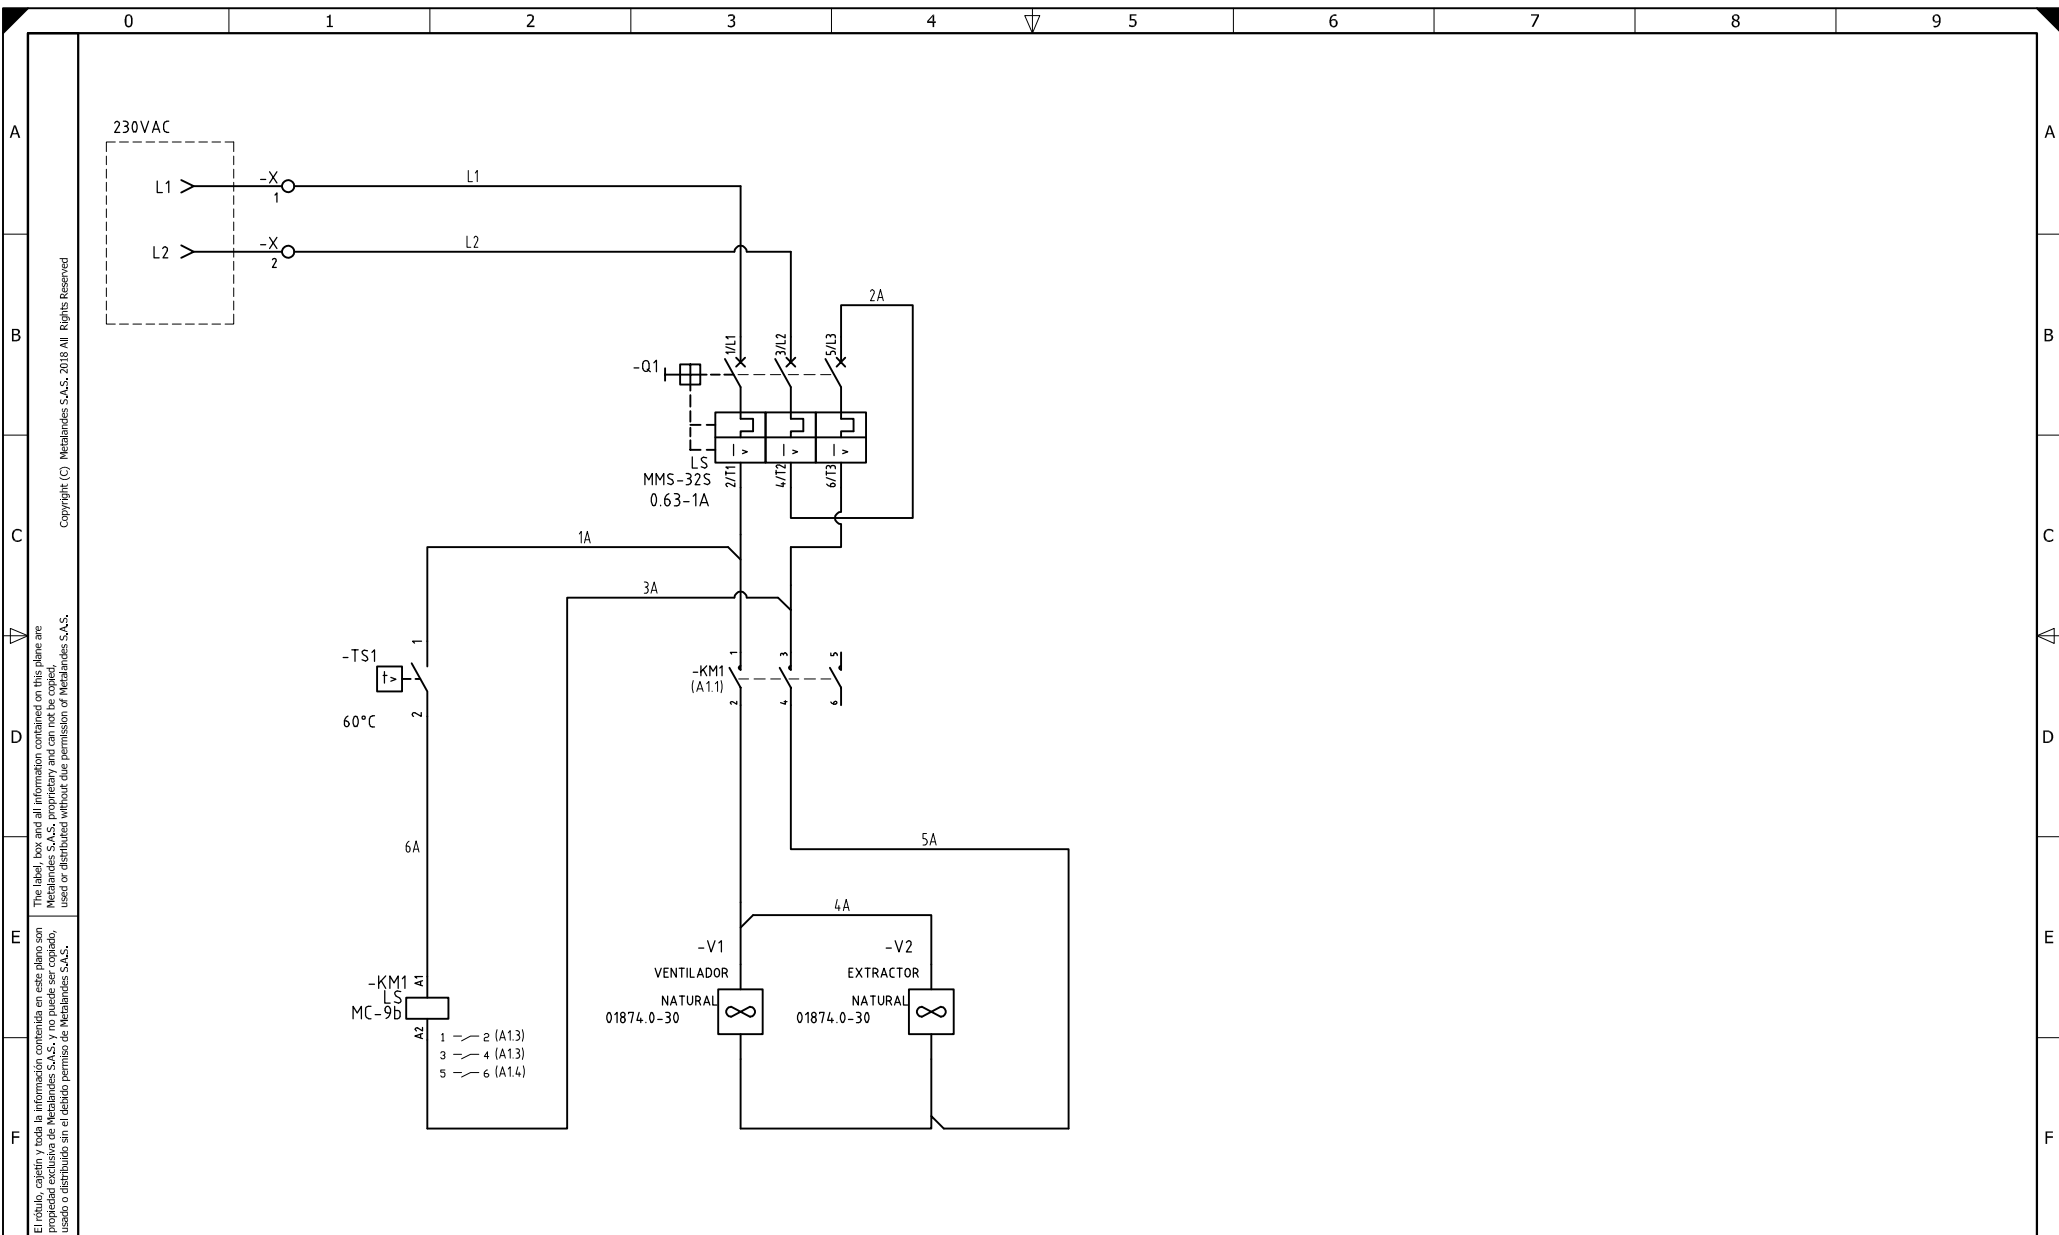 0 1 2 3 4 5 6 7 8 9
A
A
230VAC
L1
-X
1
L1
L2
-X
2
L2
B
B
2A
1/L1
3/L2
5/L3
-Q1
I >
I >
I >
LS
MMS-32S
0.63-1A
2/T1
4/T2
6/T3
C
C
1A
3A
-TS1
1
t>
2
60°C
-KM1
(A1.1)
1
3
5
2
4
6
D
D
6A
5A
4A
E
E
-V1
VENTILADOR
NATURAL
01874.0-30
-V2
EXTRACTOR
NATURAL
01874.0-30
-KM1
LS
MC-9b
A1
A2
1 2 (A1.3)
3 4 (A1.3)
5 6 (A1.4)
F
F
Copyright (C) Metalandes S.A.S. 2018 All Rights Reserved
The label, box and all information contained on this plane are
Metalandes S.A.S. proprietary and can not be copied,
used or distributed without due permission of Metalandes S.A.S.
El rótulo, cajetín y toda la información contenida en este plano son
propiedad exclusiva de Metalandes S.A.S. y no puede ser copiado,
usado o distribuido sin el debido permiso de Metalandes S.A.S.